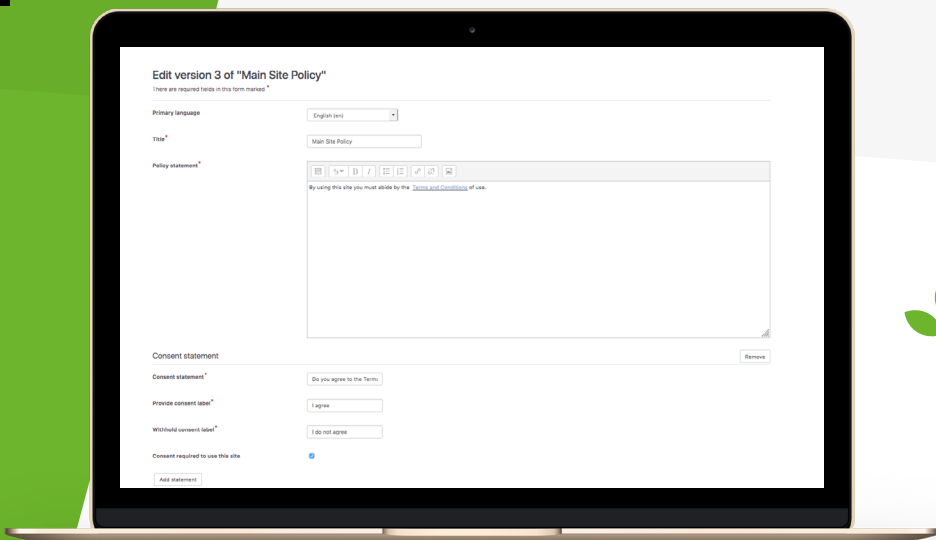 Edit version 3 of "Main Site Policy"
There are required fields in this form marked *
Primary language
English (en)
Title*
Main Site Policy
Policy statement*
B I
By using this site you must abide by the Terms and Conditions of use.
Consent statement
Remove
Consent statement*
Do you agree to the Terms
Provide consent label*
I agree
Withhold consent label*
I do not agree
Consent required to use this site
Add statement